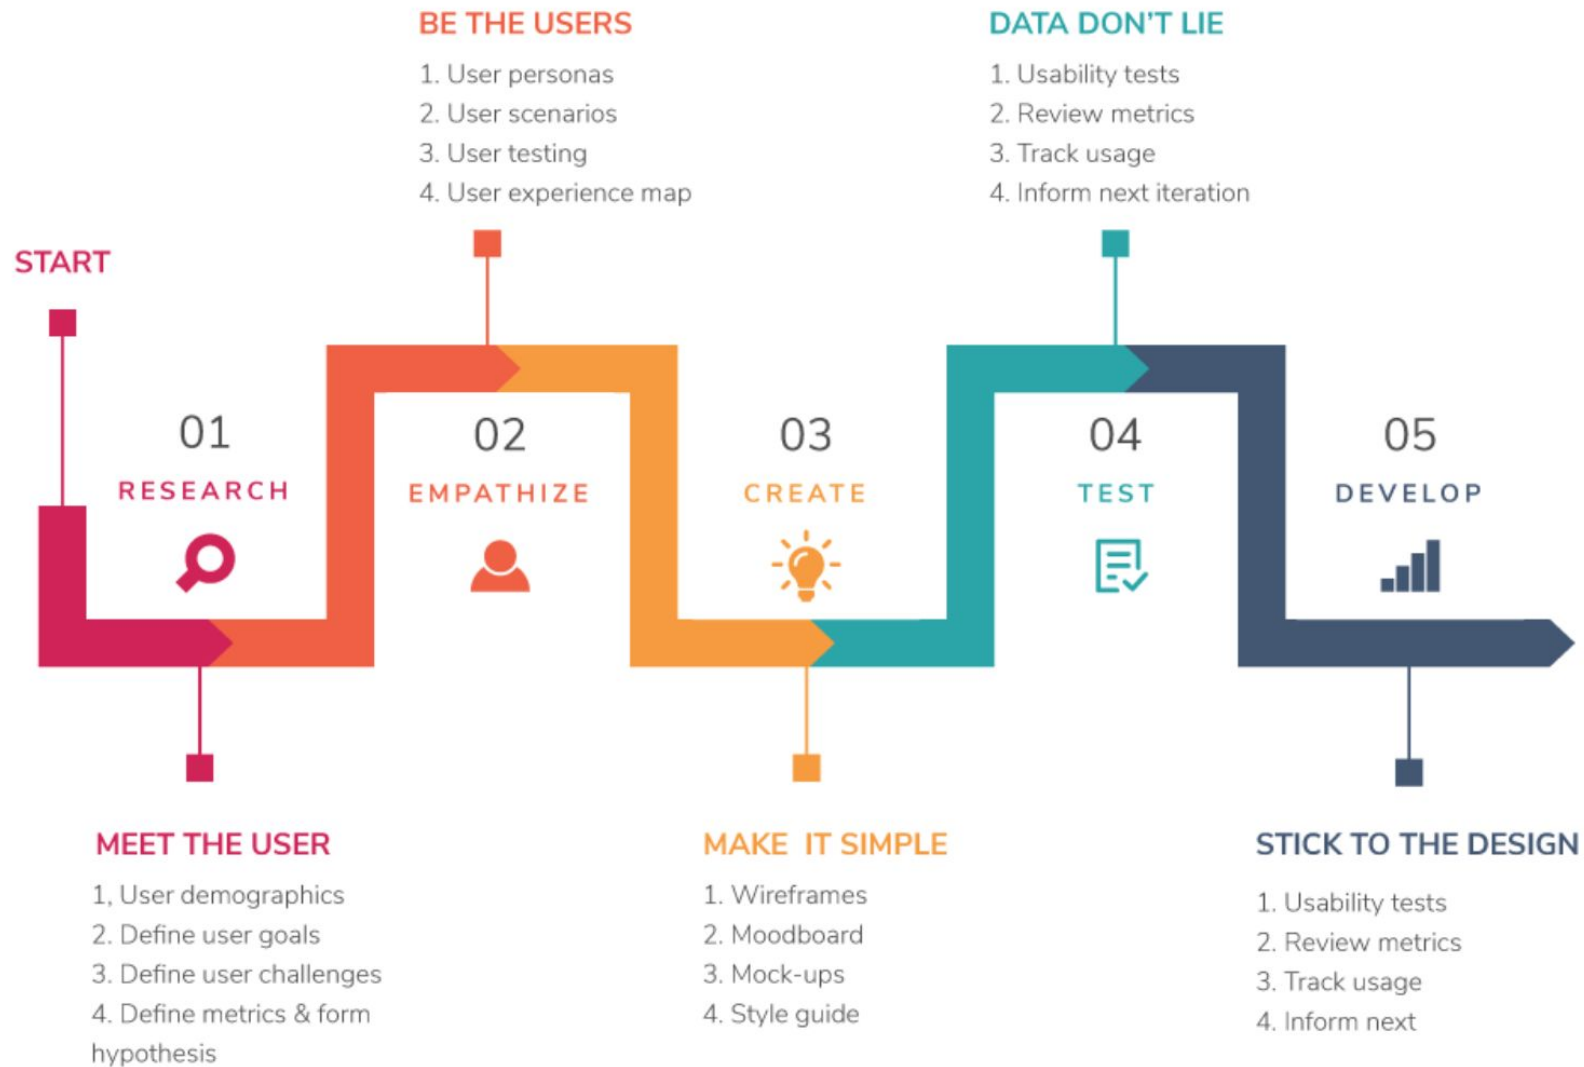 BE THE USERS
1. User personas
2. User scenarios
3. User testing
4. User experience map
DATA DON'T LIE
1. Usability tests
2. Review metrics
3. Track usage
4. Inform next iteration
START
01
RESEARCH
02
EMPATHIZE
03
CREATE
04
TEST
05
DEVELOP
MEET THE USER
1, User demographics
2. Define user goals
3. Define user challenges
4. Define metrics & form
hypothesis
MAKE  IT SIMPLE
1. Wireframes
2. Moodboard
3. Mock-ups
4. Style guide
STICK TO THE DESIGN
1. Usability tests
2. Review metrics
3. Track usage
4. Inform next